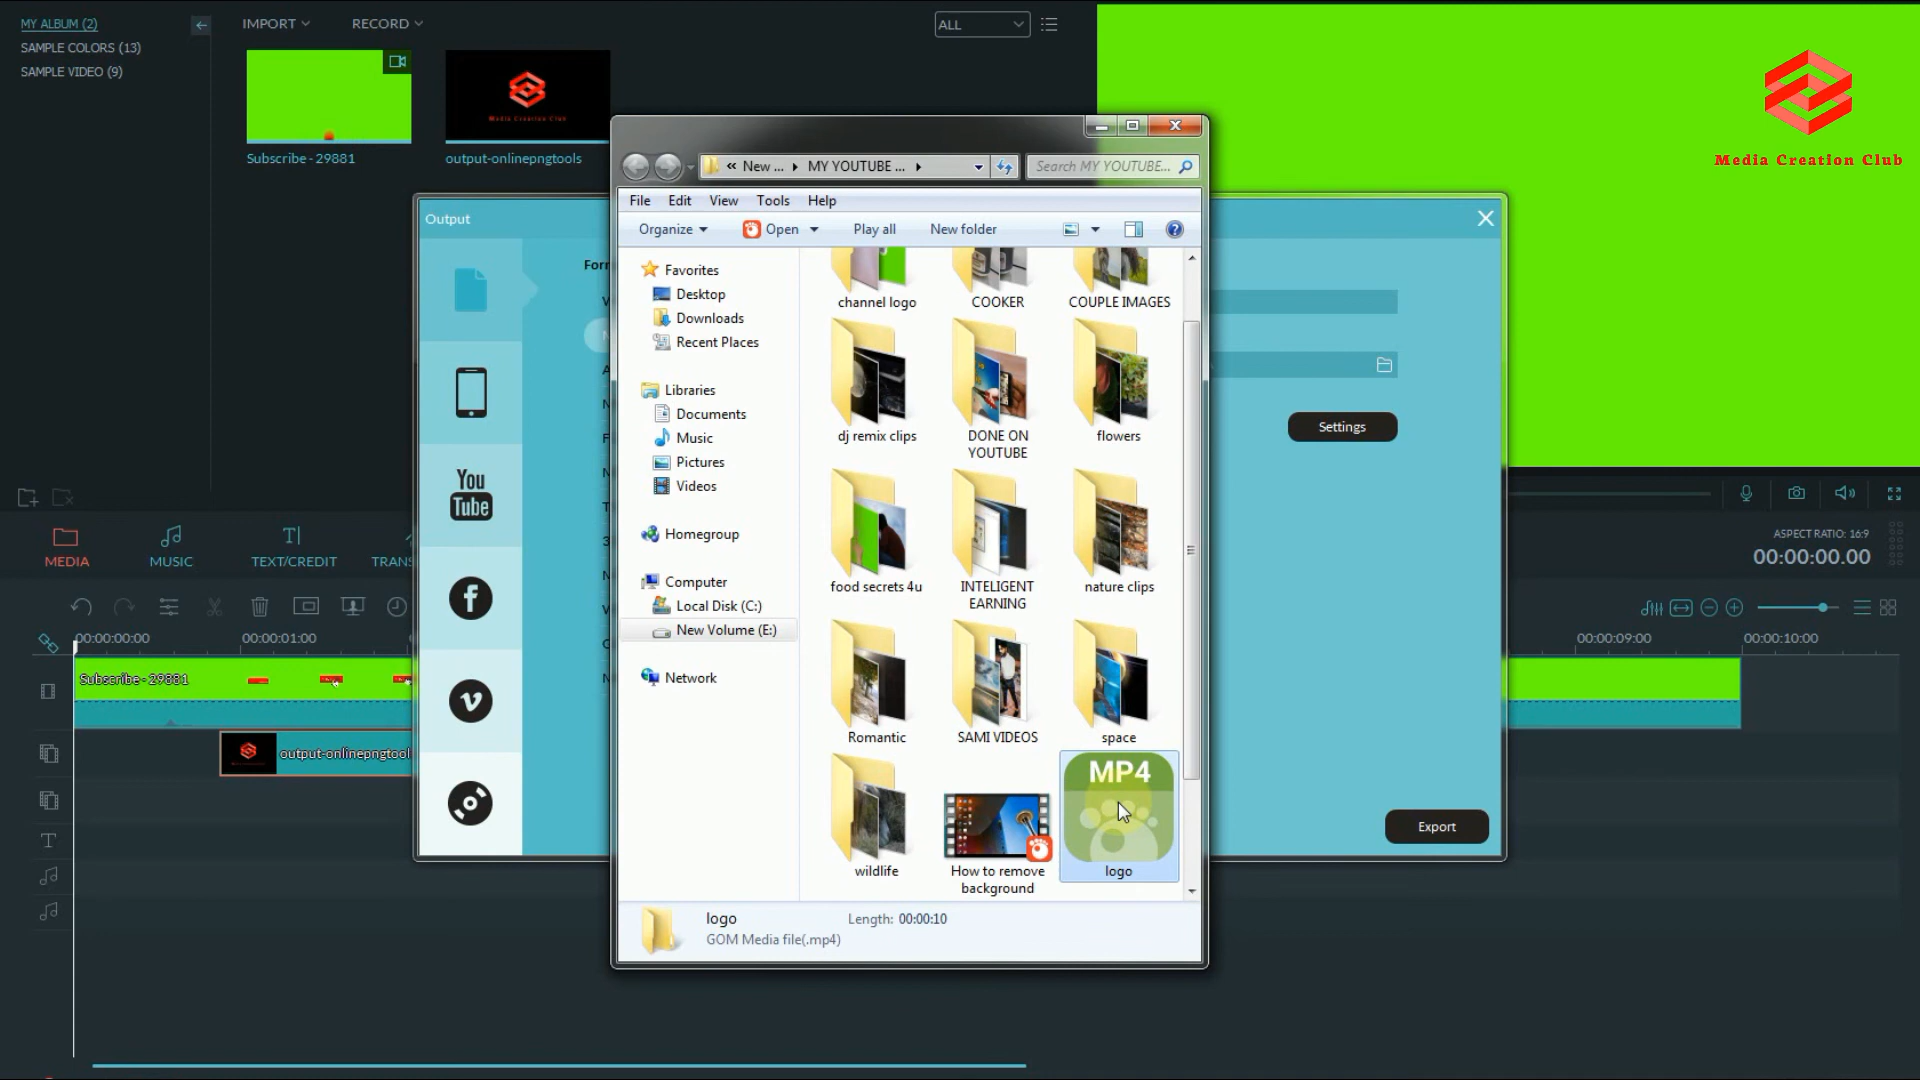 MY ALBUM (2)
SAMPLE COLORS (13)
SAMPLE VIDEO (9)
IMPORT
RECORD
ALL
Subscribe - 29881
Media Creation Club
output-onlinepngtools
Media Creation Club
« New ... MY YOUTUBE ...
Search MY YOUTUBE...
File Edit View Tools Help
Organize
Open
Play all
New folder
Output
You
Tube
Favorites
Desktop
Downloads
Recent Places
Libraries
Documents
Music
Pictures
Videos
Homegroup
Computer
Local Disk (C:)
New Volume (E:)
Network
channel logo
COOKER
COUPLE IMAGES
dj remix clips
DONE ON
YOUTUBE
flowers
food secrets 4u
INTELIGENT
EARNING
nature clips
Romantic
SAMI VIDEOS
space
wildlife
How to remove
background
MP4
logo
logo
Length: 00:00:10
GOM Media file(.mp4)
Settings
Export
MEDIA
MUSIC
TEXT/CREDIT
TRANS
ASPECT RATIO: 16:9
00:00:00.00
00:00:00:00
00:00:01:00
00:00:09:00
00:00:10:00
Subscribe - 29881
output-onlinepngtool
T